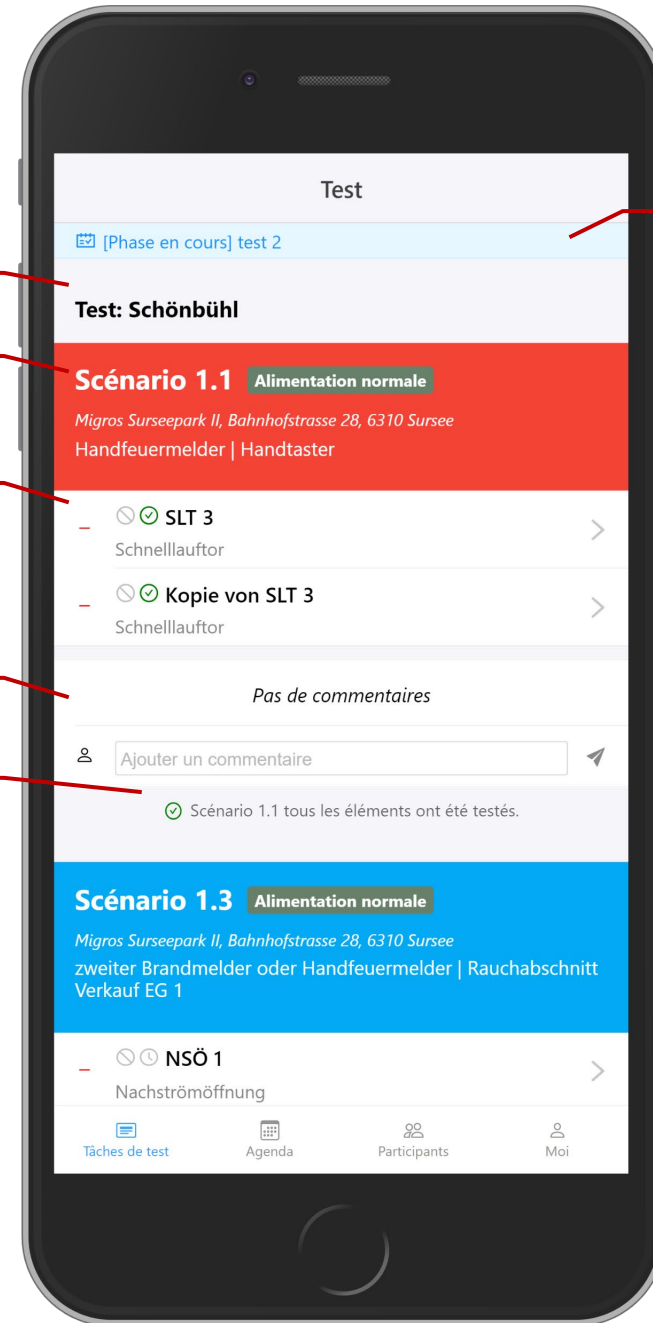 Test
[Phase en cours] test 2
Test: Schönbühl
Scénario 1.1 Alimentation normale
Migros Surseepark II, Bahnhofstrasse 28, 6310 Sursee
Handfeuermelder | Handtaster
SLT 3
Schnelllauftor
Kopie von SLT 3
Schnelllauftor
Pas de commentaires
Ajouter un commentaire
Scénario 1.1 tous les éléments ont été testés.
Scénario 1.3 Alimentation normale
Migros Surseepark II, Bahnhofstrasse 28, 6310 Sursee
zweiter Brandmelder oder Handfeuermelder | Rauchabschnitt
Verkauf EG 1
NSÖ 1
Nachströmöffnung
Tâches de test Agenda Participants Moi